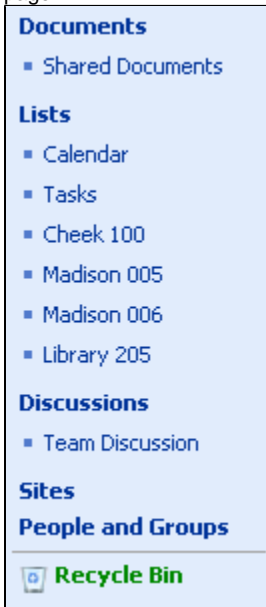 Documents
Shared Documents
Lists
Calendar
Tasks
Cheek 100
Madison 005
Madison 006
Library 205
Discussions
Team Discussion
Sites
People and Groups
Recycle Bin